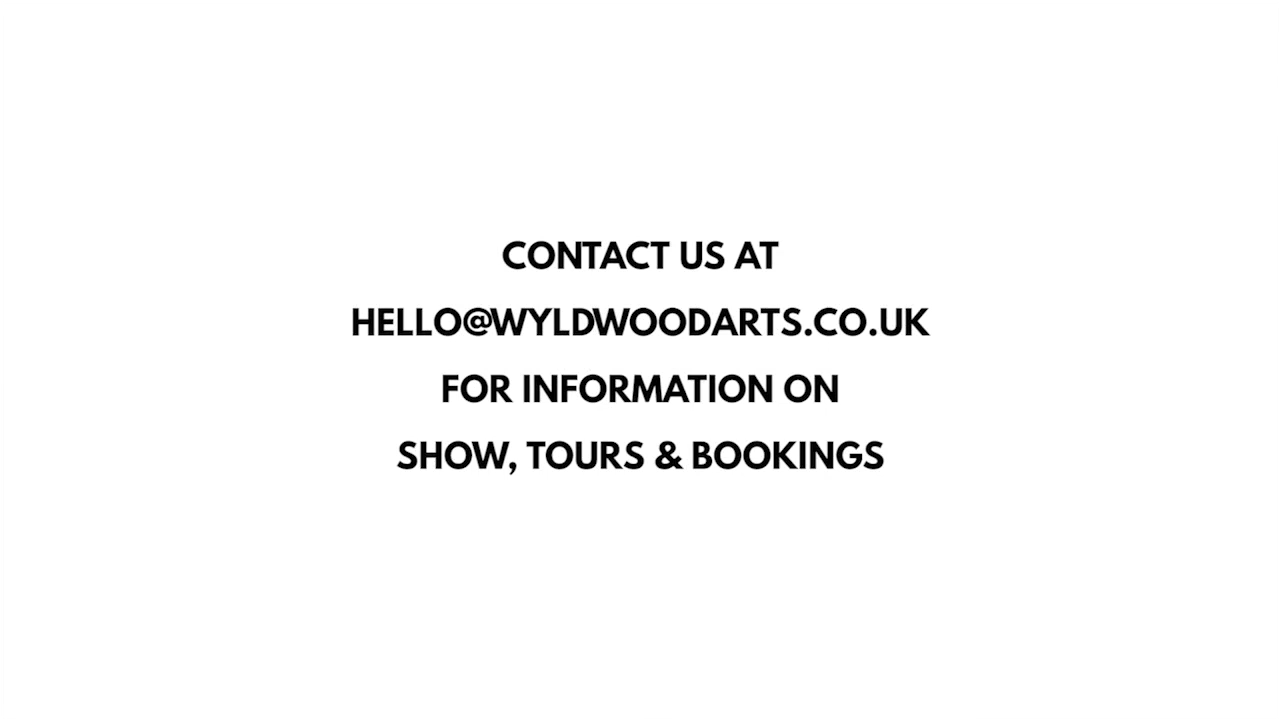 CONTACT US AT
HELLO@WYLDWOODARTS.CO.UK
FOR INFORMATION ON
SHOW, TOURS & BOOKINGS